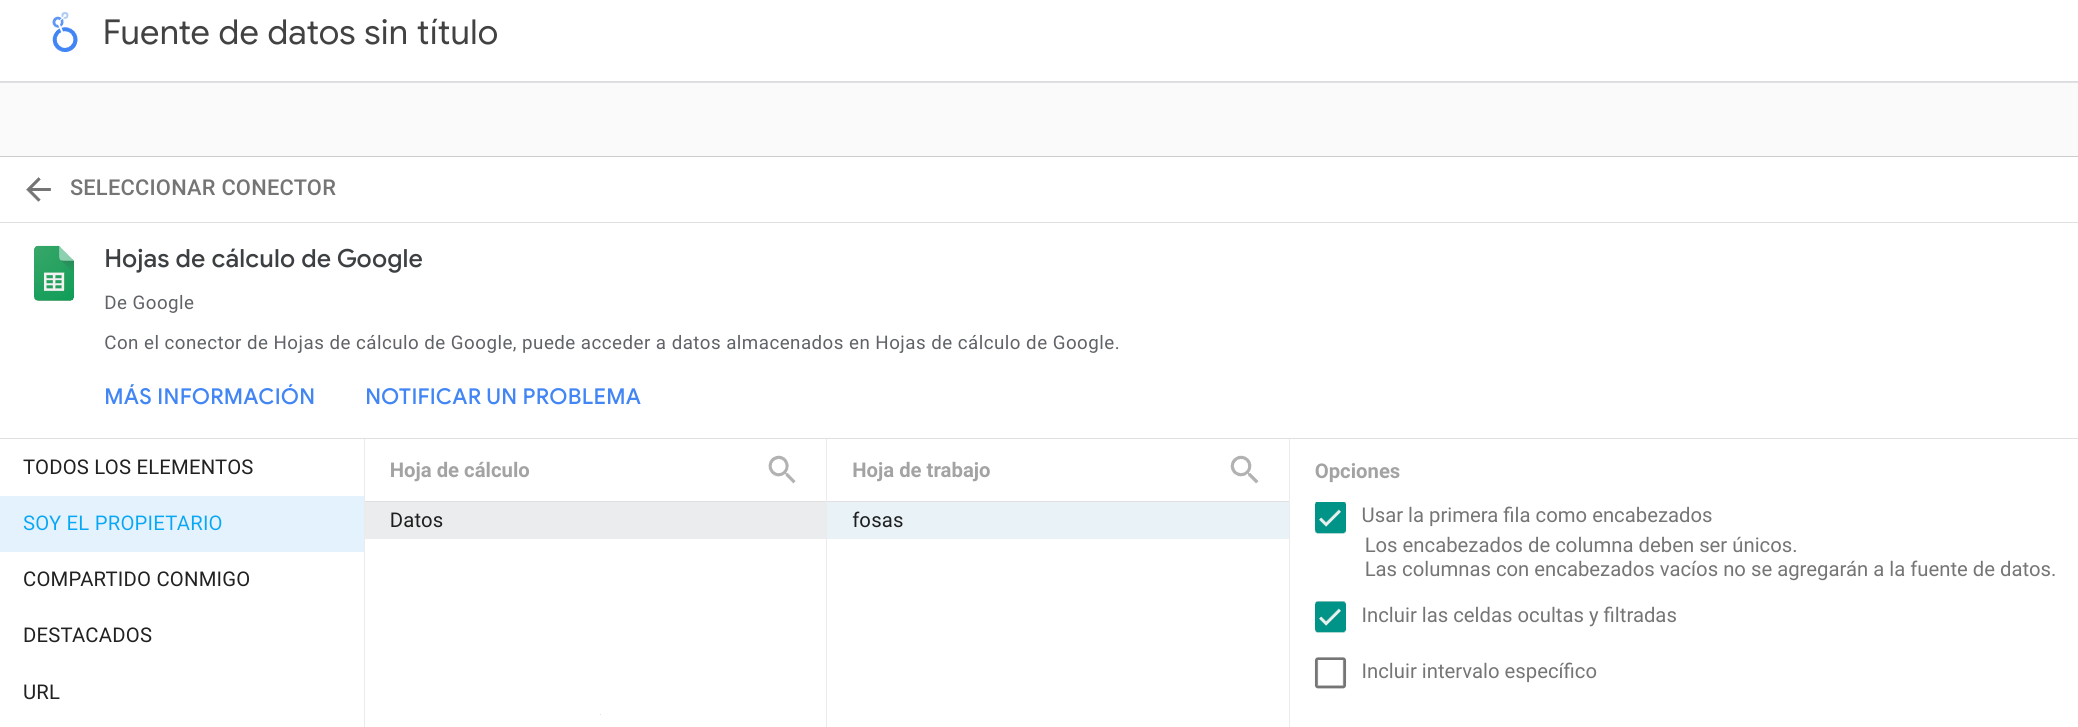 Fuente de datos sin título
SELECCIONAR CONECTOR
Hojas de cálculo de Google
De Google
Con el conector de Hojas de cálculo de Google, puede acceder a datos almacenados en Hojas de cálculo de Google.
MÁS INFORMACIÓN NOTIFICAR UN PROBLEMA
TODOS LOS ELEMENTOS
SOY EL PROPIETARIO
COMPARTIDO CONMIGO
DESTACADOS
URL
Hoja de cálculo
Datos
Hoja de trabajo
fosas
Opciones
Usar la primera fila como encabezados
Los encabezados de columna deben ser únicos.
Las columnas con encabezados vacíos no se agregarán a la fuente de datos.
Incluir las celdas ocultas y filtradas
Incluir intervalo específico